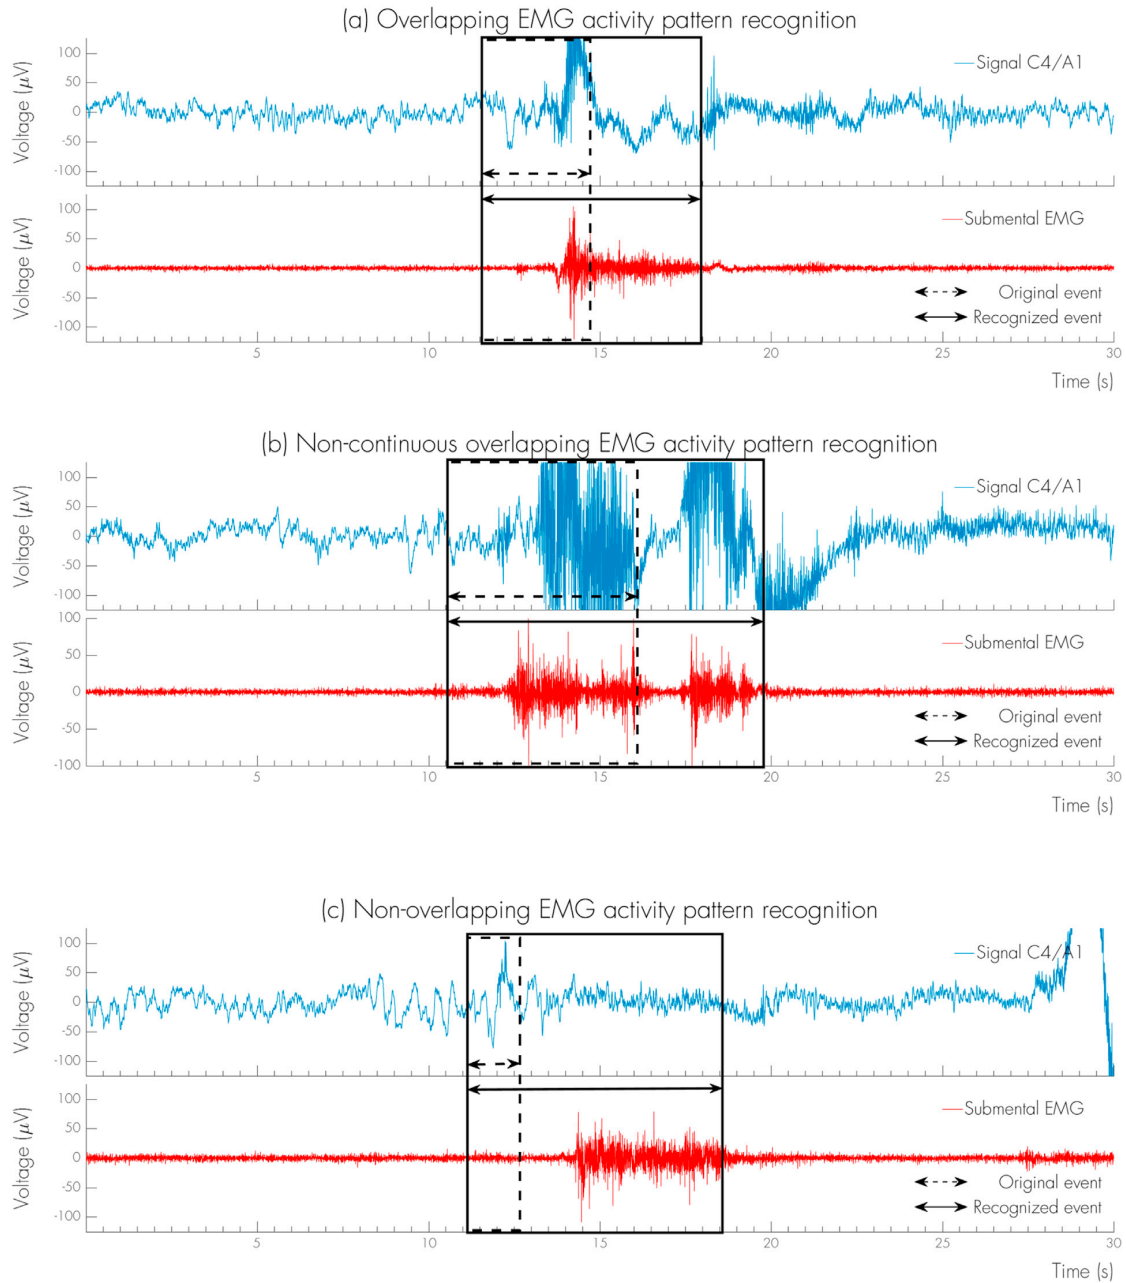 (a) Overlapping EMG activity pattern recognition
Voltage (μV)
100
50
0
-50
-100
Signal C4/A1
Voltage (μV)
100
50
0
-50
-100
Submental EMG
Original event
Recognized event
5 10 15 20 25 30
Time (s)
(b) Non-continuous overlapping EMG activity pattern recognition
Voltage (μV)
100
50
0
-50
-100
Signal C4/A1
Voltage (μV)
100
50
0
-50
-100
Submental EMG
Original event
Recognized event
5 10 15 20 25 30
Time (s)
(c) Non-overlapping EMG activity pattern recognition
Voltage (μV)
100
50
0
-50
-100
Signal C4/A1
Voltage (μV)
100
50
0
-50
-100
Submental EMG
Original event
Recognized event
5 10 15 20 25 30
Time (s)